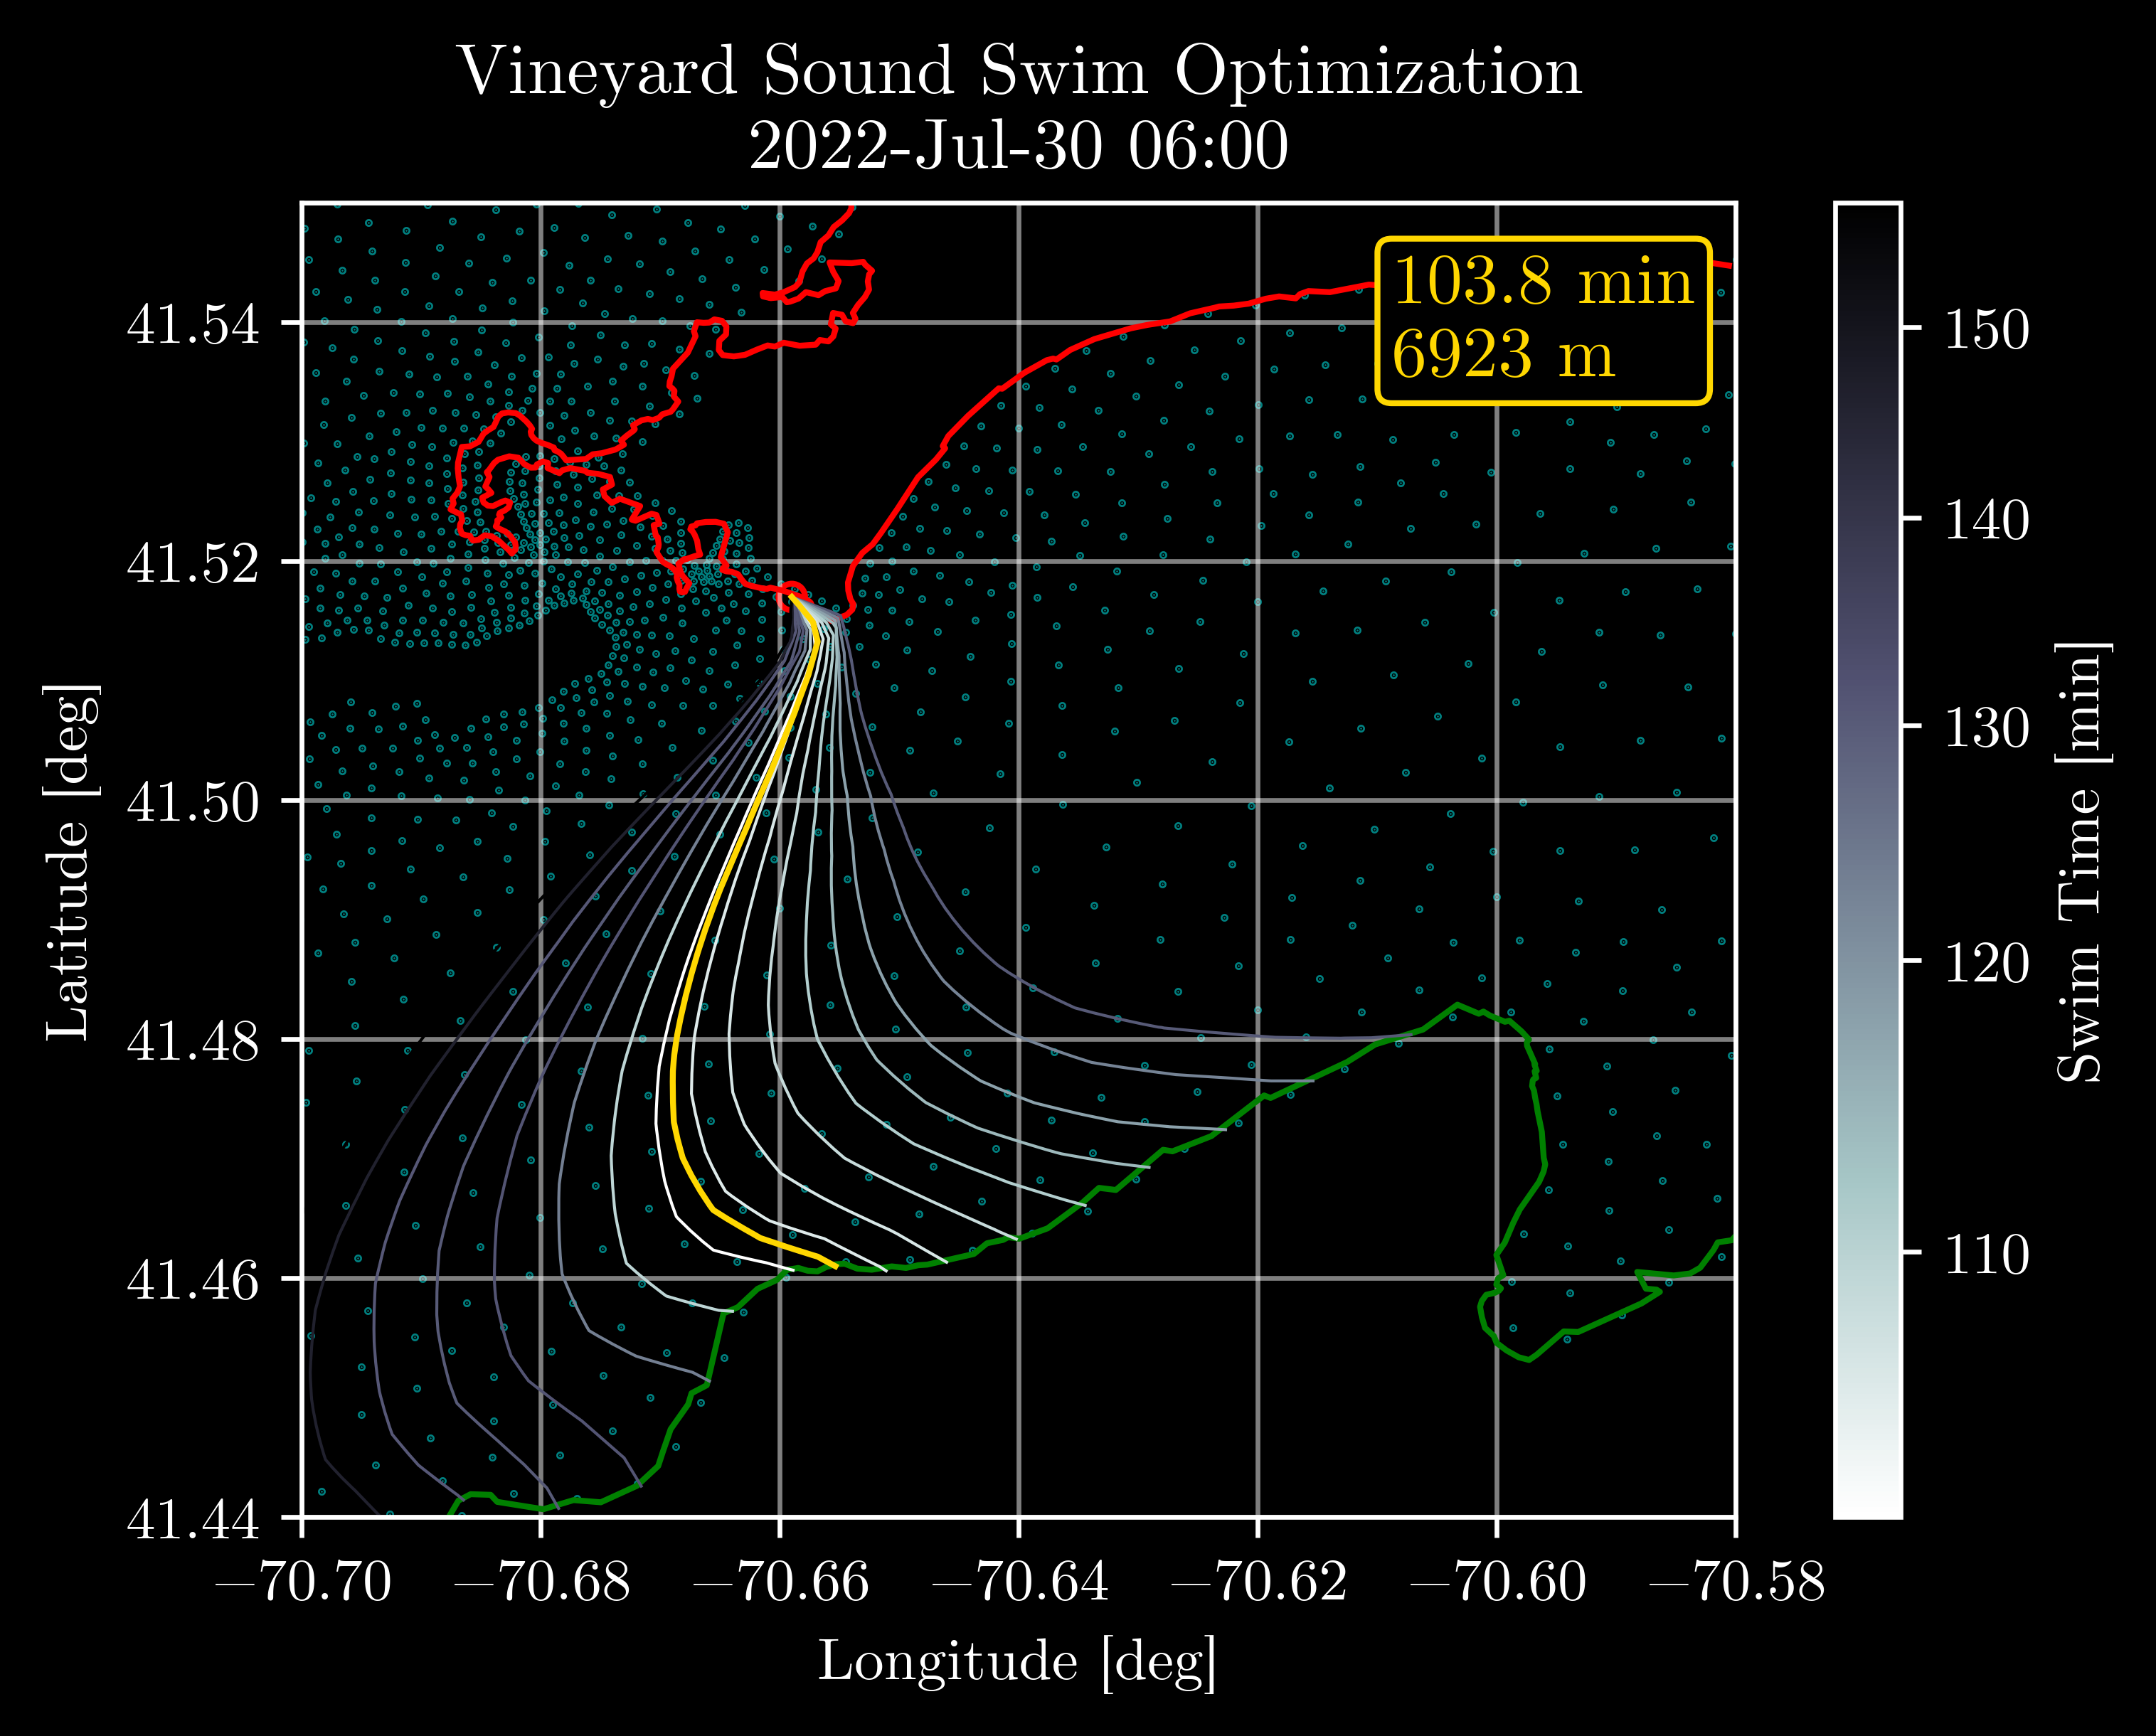 Vineyard Sound Swim Optimization
2022-Jul-30 06:00
103.8 min
6923 m
41.54
41.52
41.50
41.48
41.46
41.44
Latitude [deg]
−70.70 −70.68 −70.66 −70.64 −70.62 −70.60 −70.58
Longitude [deg]
150
140
130
120
110
Swim Time [min]